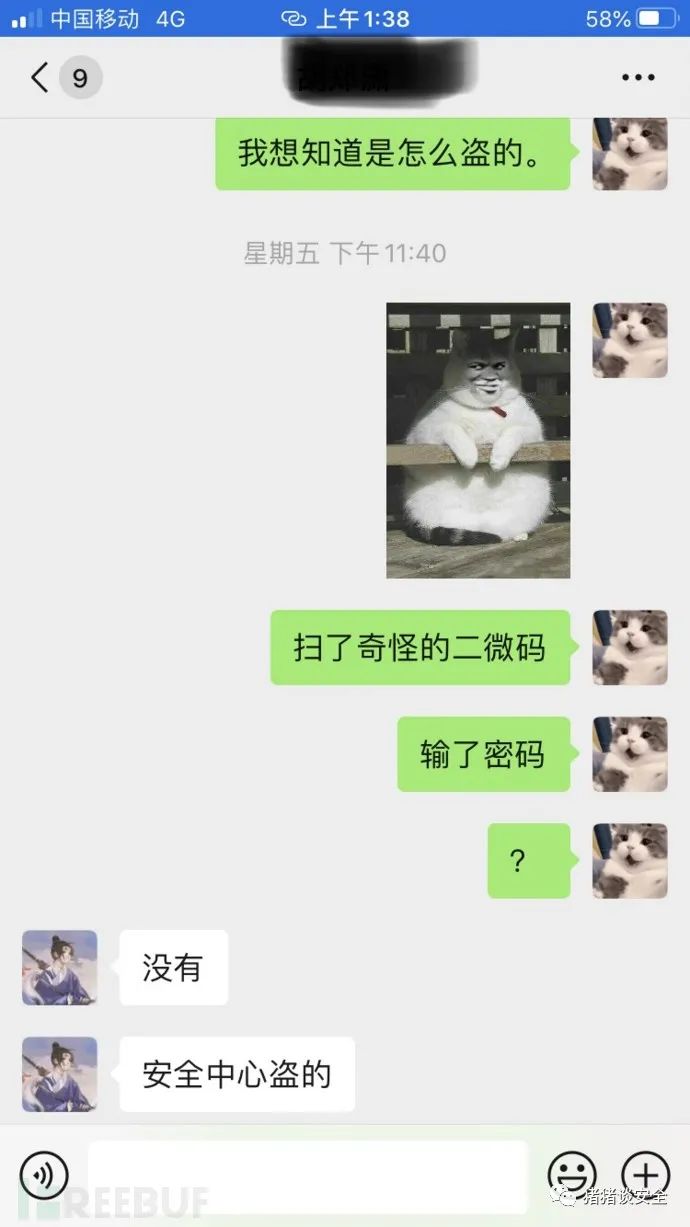 中国移动 4G 上午1:38 58%
9
我想知道是怎么盗的。
星期五 下午11:40
扫了奇怪的二微码
输了密码
?
没有
安全中心盗的
REEBUF
猪猪谈安全